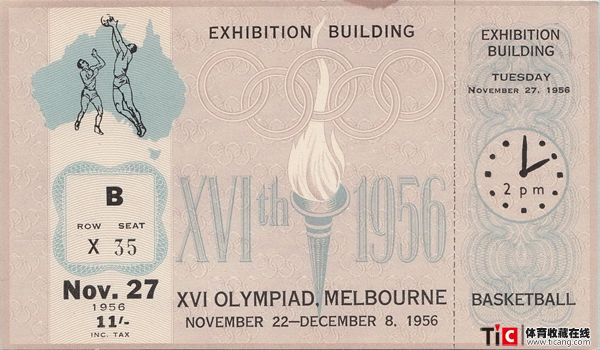 EXHIBITION BUILDING
B
ROW SEAT
X 35
Nov. 27
1956
11/-
INC. TAX
XVIth 1956
XVI OLYMPIAD, MELBOURNE
NOVEMBER 22—DECEMBER 8, 1956
EXHIBITION
BUILDING
TUESDAY
NOVEMBER 27, 1956
2 pm
BASKETBALL
TiC 体育收藏在线
www.ticang.com